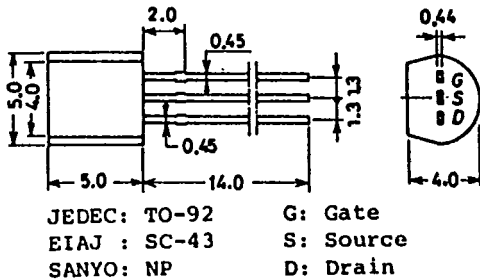 2.0
0.45
0.44
5.0
4.0
G
S
D
1.3
1.3
0.45
5.0
14.0
4.0
JEDEC: TO-92 G: Gate
EIAJ : SC-43 S: Source
SANYO: NP D: Drain